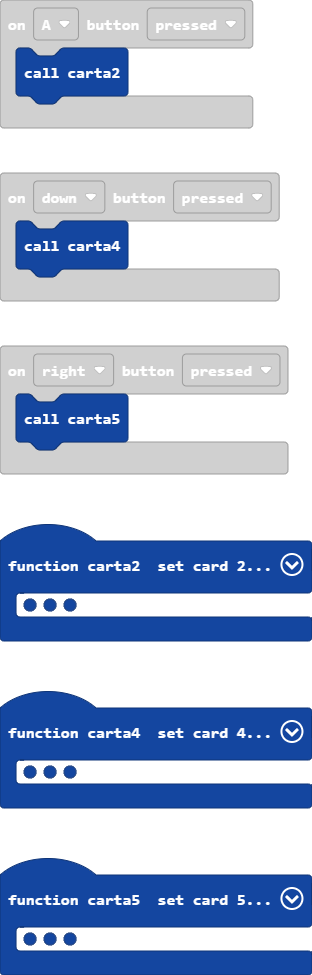 on A button pressed
call carta2
on down button pressed
call carta4
on right button pressed
call carta5
function carta2 set card 2...
function carta4 set card 4...
function carta5 set card 5...